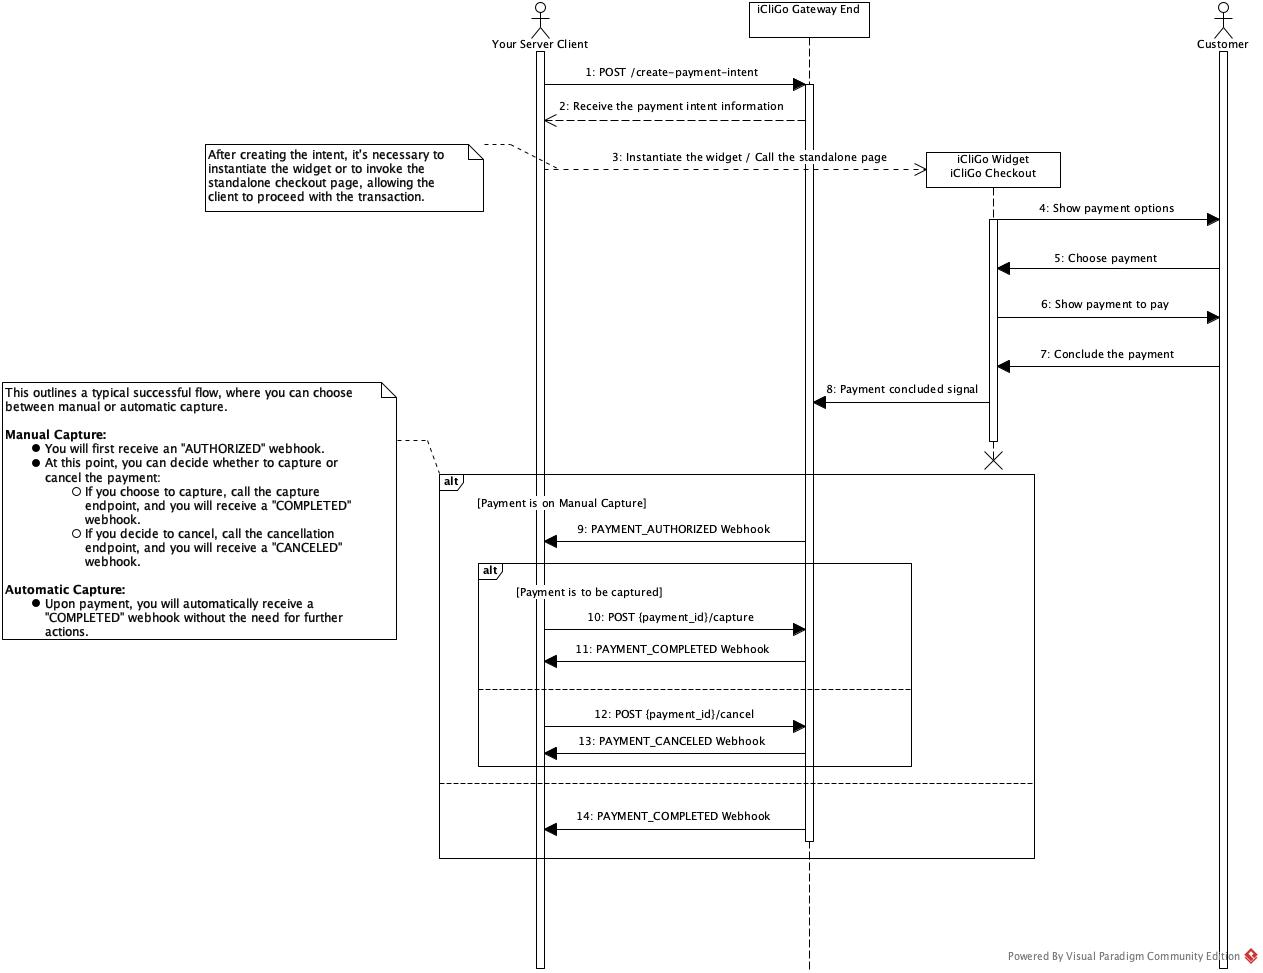 iCliGo Gateway End
Your Server Client
Customer
1: POST /create-payment-intent
2: Receive the payment intent information
After creating the intent, it's necessary to
instantiate the widget or to invoke the
standalone checkout page, allowing the
client to proceed with the transaction.
3: Instantiate the widget / Call the standalone page
iCliGo Widget
iCliGo Checkout
4: Show payment options
5: Choose payment
6: Show payment to pay
7: Conclude the payment
8: Payment concluded signal
This outlines a typical successful flow, where you can choose
between manual or automatic capture.
Manual Capture:
You will first receive an "AUTHORIZED" webhook.
At this point, you can decide whether to capture or
cancel the payment:
If you choose to capture, call the capture
endpoint, and you will receive a "COMPLETED"
webhook.
If you decide to cancel, call the cancellation
endpoint, and you will receive a "CANCELED"
webhook.
Automatic Capture:
Upon payment, you will automatically receive a
"COMPLETED" webhook without the need for further
actions.
alt
[Payment is on Manual Capture]
9: PAYMENT_AUTHORIZED Webhook
alt
[Payment is to be captured]
10: POST {payment_id}/capture
11: PAYMENT_COMPLETED Webhook
12: POST {payment_id}/cancel
13: PAYMENT_CANCELED Webhook
14: PAYMENT_COMPLETED Webhook
Powered By Visual Paradigm Community Edition